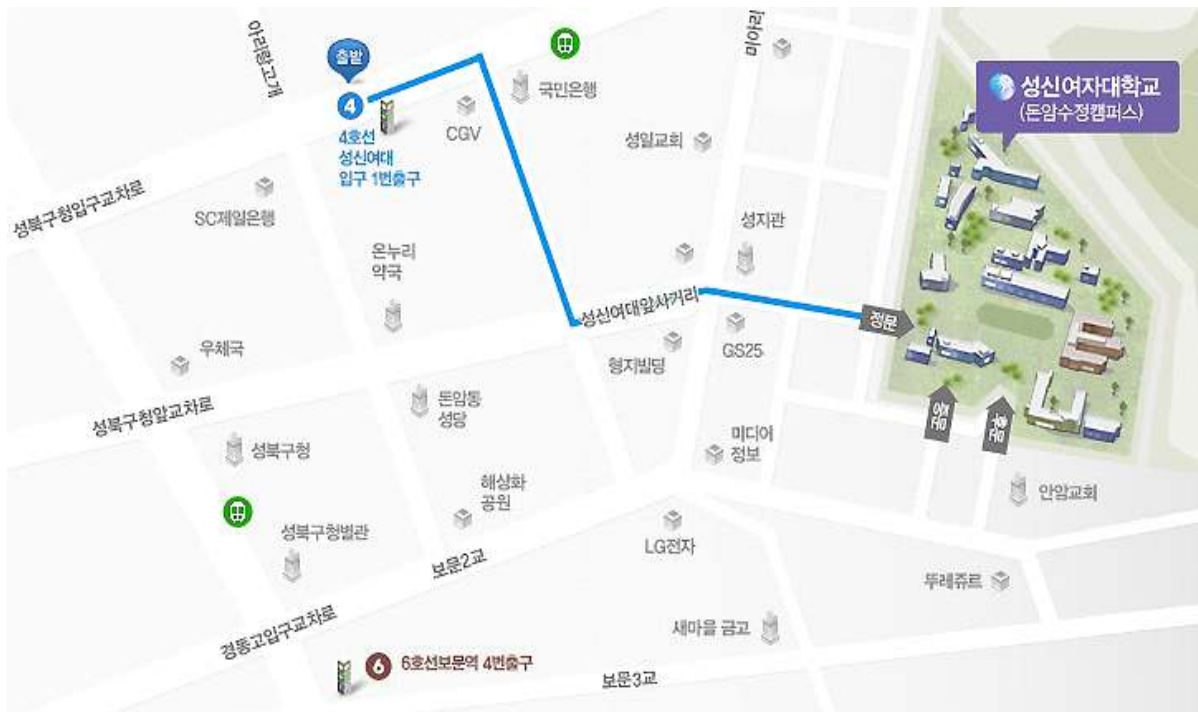 아리랑고개
출발
4
4호선
성신여대
입구 1번출구
CGV
국민은행
미아리
성신여자대학교
(돈암수정캠퍼스)
성일교회
성북구청입구교차로
SC제일은행
온누리
약국
성지관
성신여대앞사거리
정문
우체국
형지빌딩
GS25
성북구청앞교차로
돈암동
성당
미디어
정보
성북구청
해상화
공원
안암교회
성북구청별관
보문2교
LG전자
뚜레쥬르
경동고입구교차로
새마을 금고
6
6호선보문역 4번출구
보문3교
후문